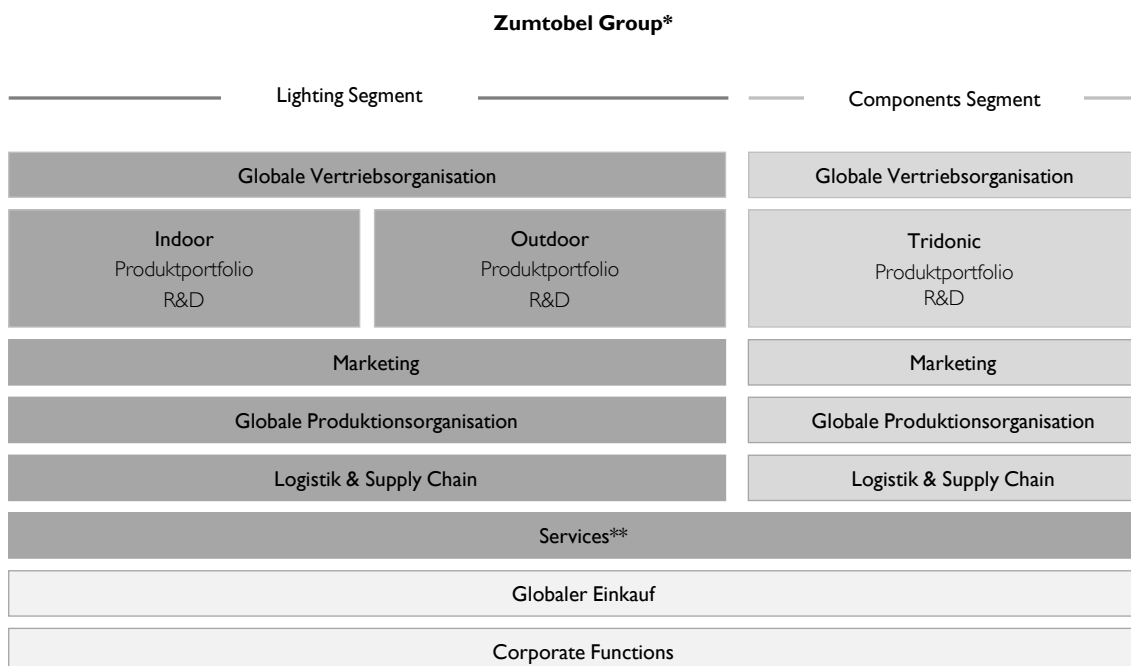 Zumtobel Group*
Lighting Segment
Components Segment
Globale Vertriebsorganisation
Globale Vertriebsorganisation
Indoor
Produktportfolio
R&D
Outdoor
Produktportfolio
R&D
Tridonic
Produktportfolio
R&D
Marketing
Marketing
Globale Produktionsorganisation
Globale Produktionsorganisation
Logistik & Supply Chain
Logistik & Supply Chain
Services**
Globaler Einkauf
Corporate Functions